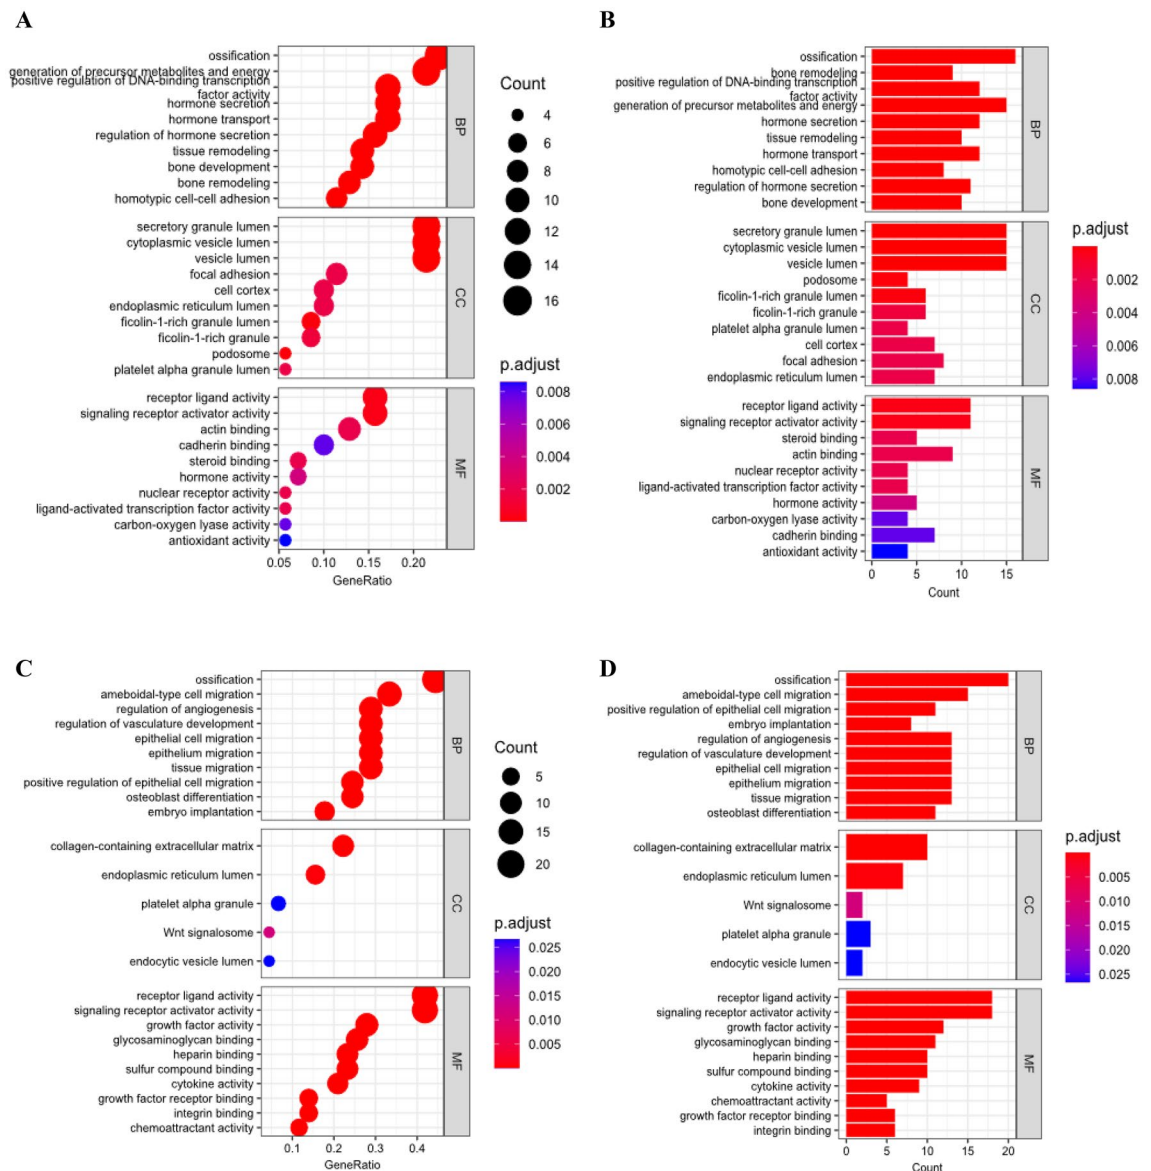 A
ossification
generation of precursor metabolites and energy
positive regulation of DNA-binding transcription
factor activity
hormone secretion
hormone transport
regulation of hormone secretion
tissue remodeling
bone development
bone remodeling
homotypic cell-cell adhesion
BP
secretory granule lumen
cytoplasmic vesicle lumen
vesicle lumen
focal adhesion
cell cortex
endoplasmic reticulum lumen
ficolin-1-rich granule lumen
ficolin-1-rich granule
podosome
platelet alpha granule lumen
CC
receptor ligand activity
signaling receptor activator activity
actin binding
cadherin binding
steroid binding
hormone activity
nuclear receptor activity
ligand-activated transcription factor activity
carbon-oxygen lyase activity
antioxidant activity
MF
0.05 0.10 0.15 0.20
GeneRatio
Count
4
6
8
10
12
14
16
p.adjust
0.008
0.006
0.004
0.002
B
ossification
bone remodeling
positive regulation of DNA-binding transcription
factor activity
generation of precursor metabolites and energy
hormone secretion
tissue remodeling
hormone transport
homotypic cell-cell adhesion
regulation of hormone secretion
bone development
BP
secretory granule lumen
cytoplasmic vesicle lumen
vesicle lumen
podosome
ficolin-1-rich granule lumen
ficolin-1-rich granule
platelet alpha granule lumen
cell cortex
focal adhesion
endoplasmic reticulum lumen
CC
receptor ligand activity
signaling receptor activator activity
steroid binding
actin binding
nuclear receptor activity
ligand-activated transcription factor activity
hormone activity
carbon-oxygen lyase activity
cadherin binding
antioxidant activity
MF
0 5 10 15
Count
p.adjust
0.002
0.004
0.006
0.008
C
ossification
ameboidal-type cell migration
regulation of angiogenesis
regulation of vasculature development
epithelial cell migration
epithelium migration
tissue migration
positive regulation of epithelial cell migration
osteoblast differentiation
embryo implantation
BP
collagen-containing extracellular matrix
endoplasmic reticulum lumen
platelet alpha granule
Wnt signalosome
endocytic vesicle lumen
CC
receptor ligand activity
signaling receptor activator activity
growth factor activity
glycosaminoglycan binding
heparin binding
sulfur compound binding
cytokine activity
growth factor receptor binding
integrin binding
chemoattractant activity
MF
0.1 0.2 0.3 0.4
GeneRatio
Count
5
10
15
20
p.adjust
0.025
0.020
0.015
0.010
0.005
D
ossification
ameboidal-type cell migration
positive regulation of epithelial cell migration
embryo implantation
regulation of angiogenesis
regulation of vasculature development
epithelial cell migration
epithelium migration
tissue migration
osteoblast differentiation
BP
collagen-containing extracellular matrix
endoplasmic reticulum lumen
Wnt signalosome
platelet alpha granule
endocytic vesicle lumen
CC
receptor ligand activity
signaling receptor activator activity
growth factor activity
glycosaminoglycan binding
heparin binding
sulfur compound binding
cytokine activity
chemoattractant activity
growth factor receptor binding
integrin binding
MF
0 5 10 15 20
Count
p.adjust
0.005
0.010
0.015
0.020
0.025